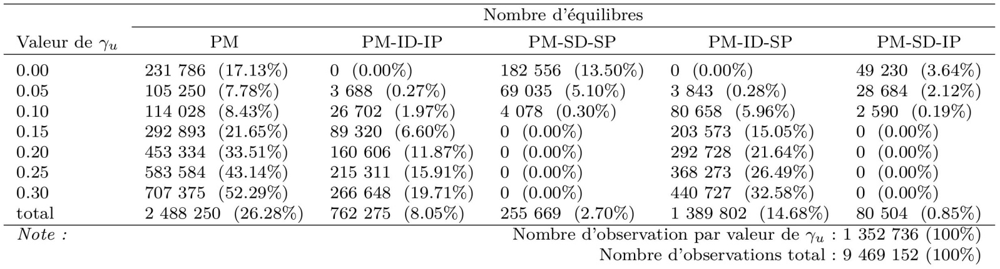 Nombre d'équilibres
Valeur de γu PM PM-ID-IP PM-SD-SP PM-ID-SP PM-SD-IP
0.00 231 786 (17.13%) 0 (0.00%) 182 556 (13.50%) 0 (0.00%) 49 230 (3.64%)
0.05 105 250 (7.78%) 3 688 (0.27%) 69 035 (5.10%) 3 843 (0.28%) 28 684 (2.12%)
0.10 114 028 (8.43%) 26 702 (1.97%) 4 078 (0.30%) 80 658 (5.96%) 2 590 (0.19%)
0.15 292 893 (21.65%) 89 320 (6.60%) 0 (0.00%) 203 573 (15.05%) 0 (0.00%)
0.20 453 334 (33.51%) 160 606 (11.87%) 0 (0.00%) 292 728 (21.64%) 0 (0.00%)
0.25 583 584 (43.14%) 215 311 (15.91%) 0 (0.00%) 368 273 (26.49%) 0 (0.00%)
0.30 707 375 (52.29%) 266 648 (19.71%) 0 (0.00%) 440 727 (32.58%) 0 (0.00%)
total 2 488 250 (26.28%) 762 275 (8.05%) 255 669 (2.70%) 1 389 802 (14.68%) 80 504 (0.85%)
Note : Nombre d'observation par valeur de γu : 1 352 736 (100%)
Nombre d'observations total : 9 469 152 (100%)